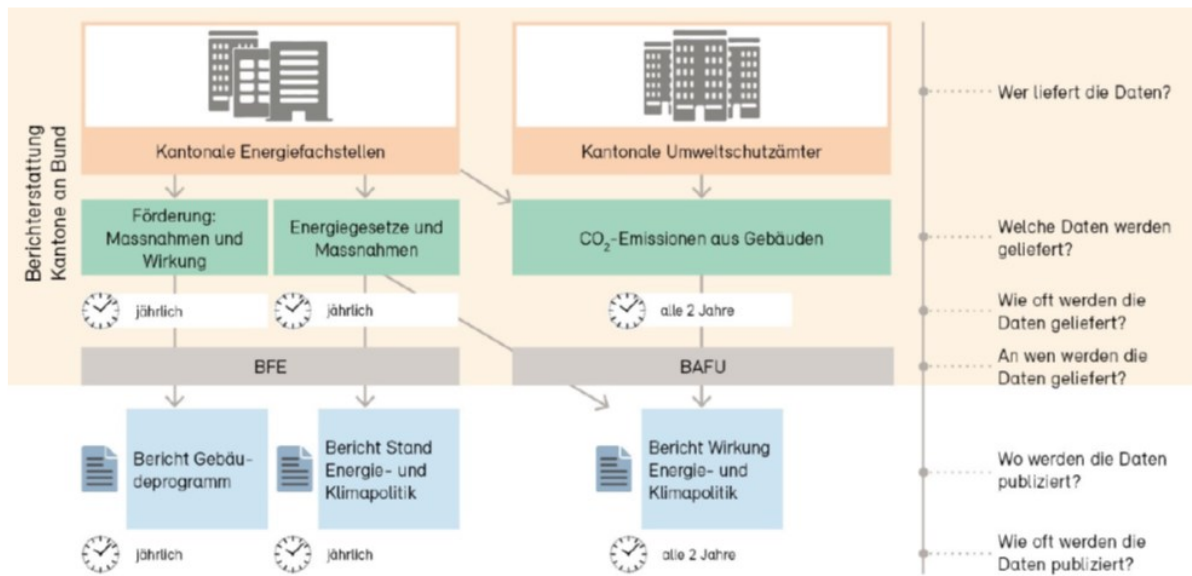 Berichterstattung
Kantone an Bund
Kantonale Energiefachstellen
Kantonale Umweltschutzämter
Wer liefert die Daten?
Förderung:
Massnahmen und
Wirkung
Energiegesetze und
Massnahmen
CO₂-Emissionen aus Gebäuden
Welche Daten werden
geliefert?
jährlich
jährlich
alle 2 Jahre
Wie oft werden die
Daten geliefert?
BFE
BAFU
An wen werden die
Daten geliefert?
Bericht Gebäu-
deprogramm
Bericht Stand
Energie- und
Klimapolitik
Bericht Wirkung
Energie- und
Klimapolitik
Wo werden die Daten
publiziert?
jährlich
jährlich
alle 2 Jahre
Wie oft werden die
Daten publiziert?